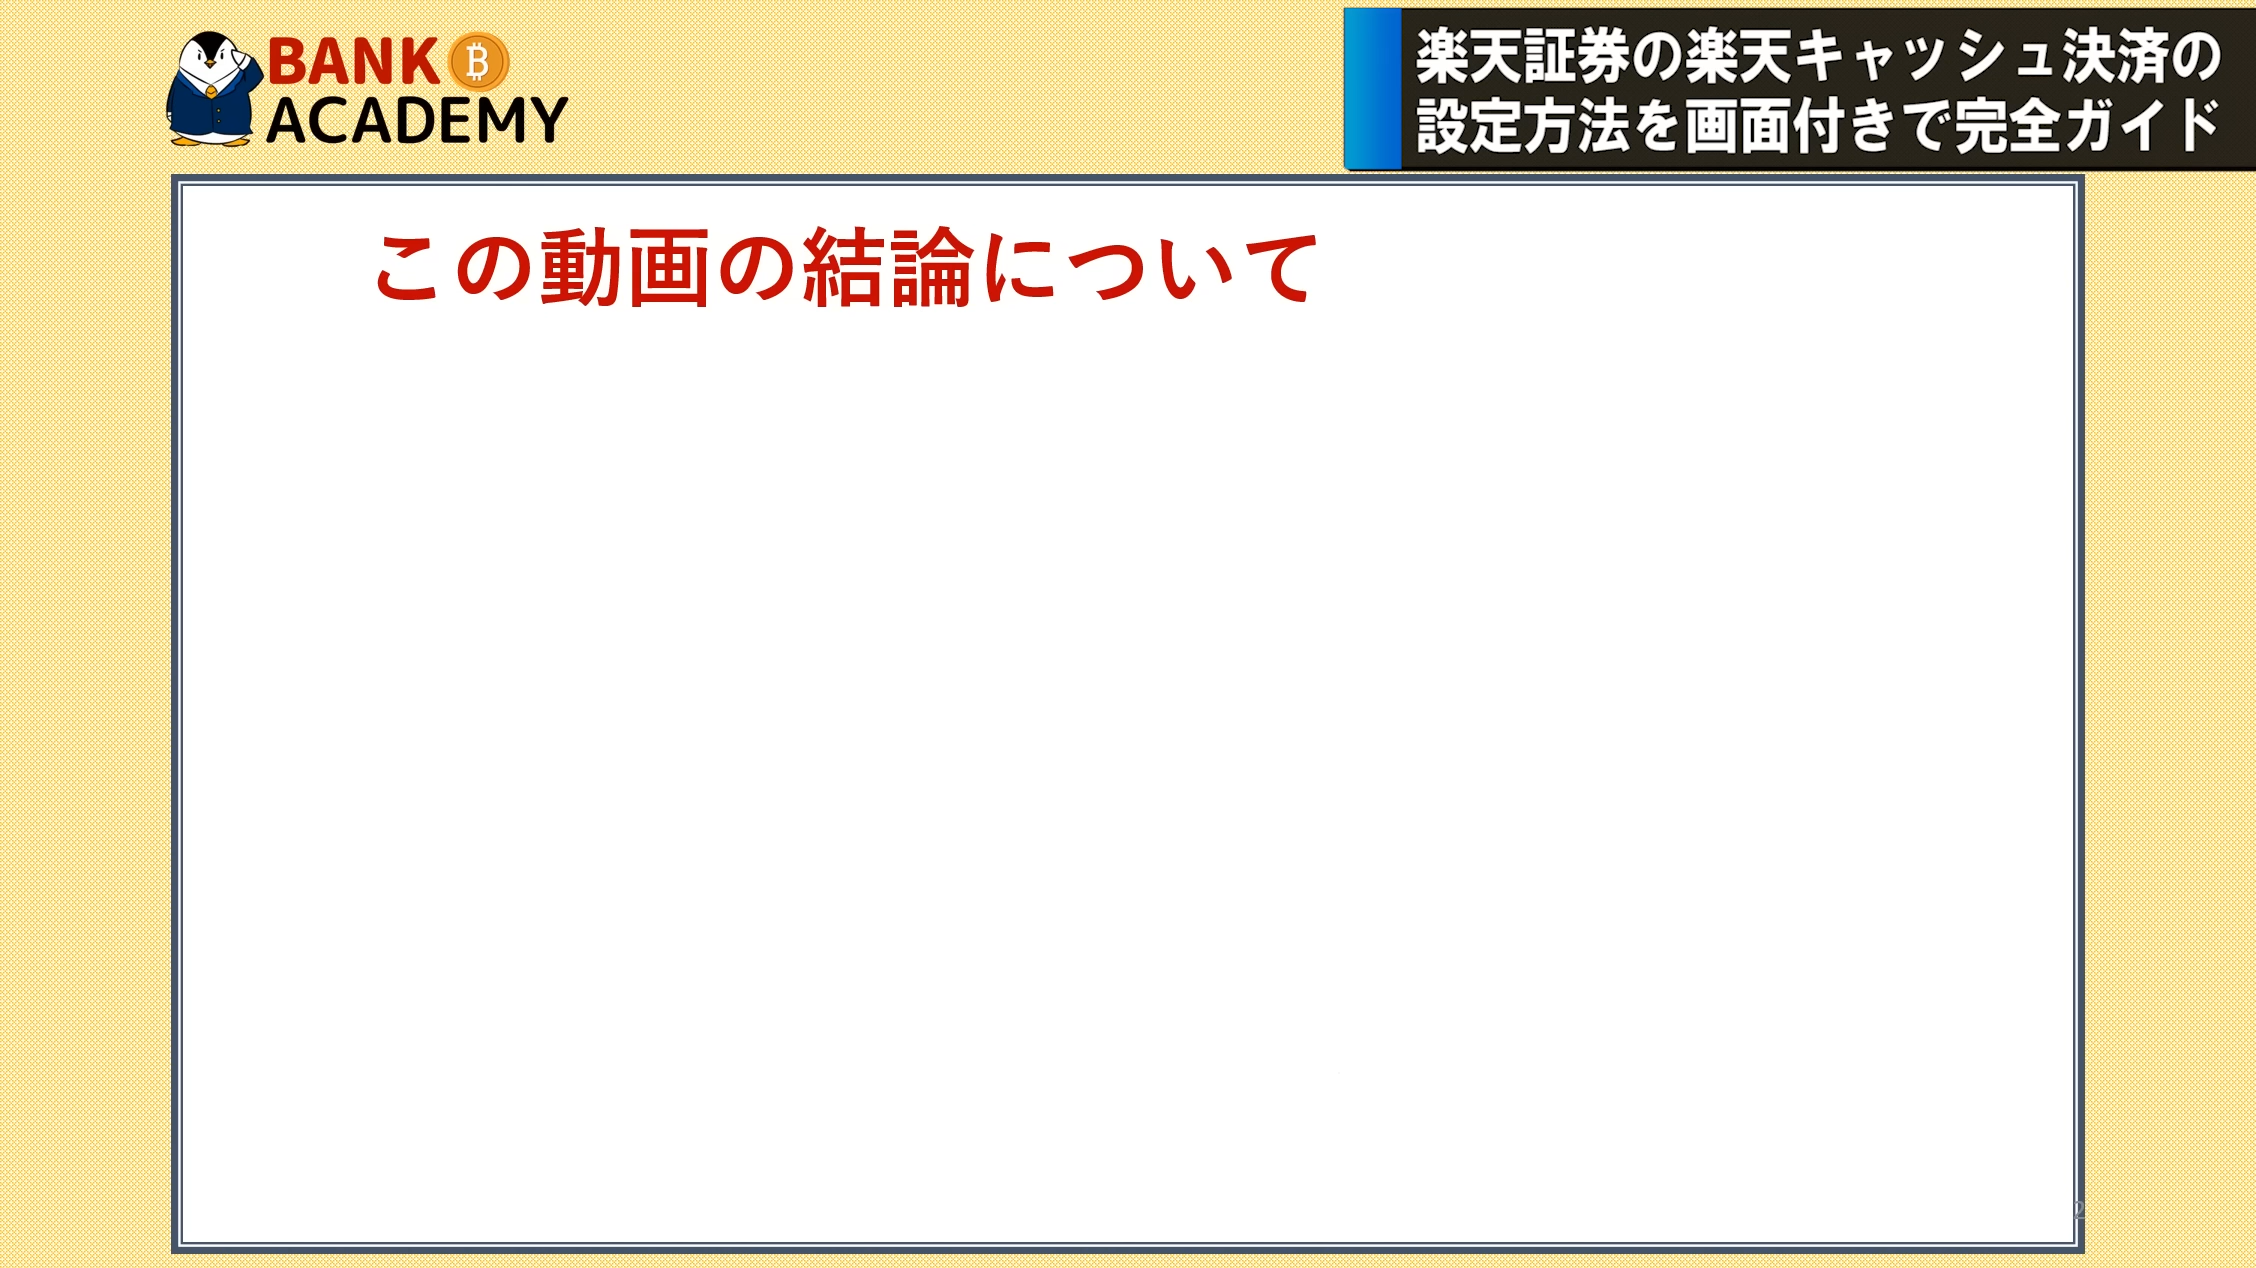 BANK
ACADEMY
楽天証券の楽天キャッシュ決済の
設定方法を画面付きで完全ガイド
この動画の結論について
2